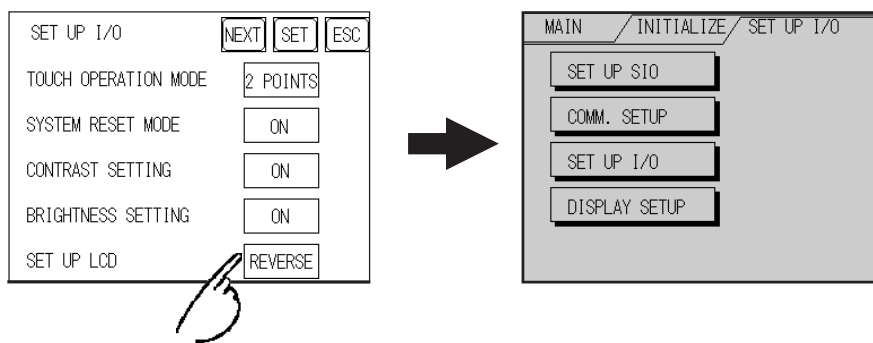 SET UP I/O NEXT SET ESC
TOUCH OPERATION MODE 2 POINTS
SYSTEM RESET MODE ON
CONTRAST SETTING ON
BRIGHTNESS SETTING ON
SET UP LCD REVERSE
MAIN / INITIALIZE / SET UP I/O
SET UP SIO
COMM. SETUP
SET UP I/O
DISPLAY SETUP